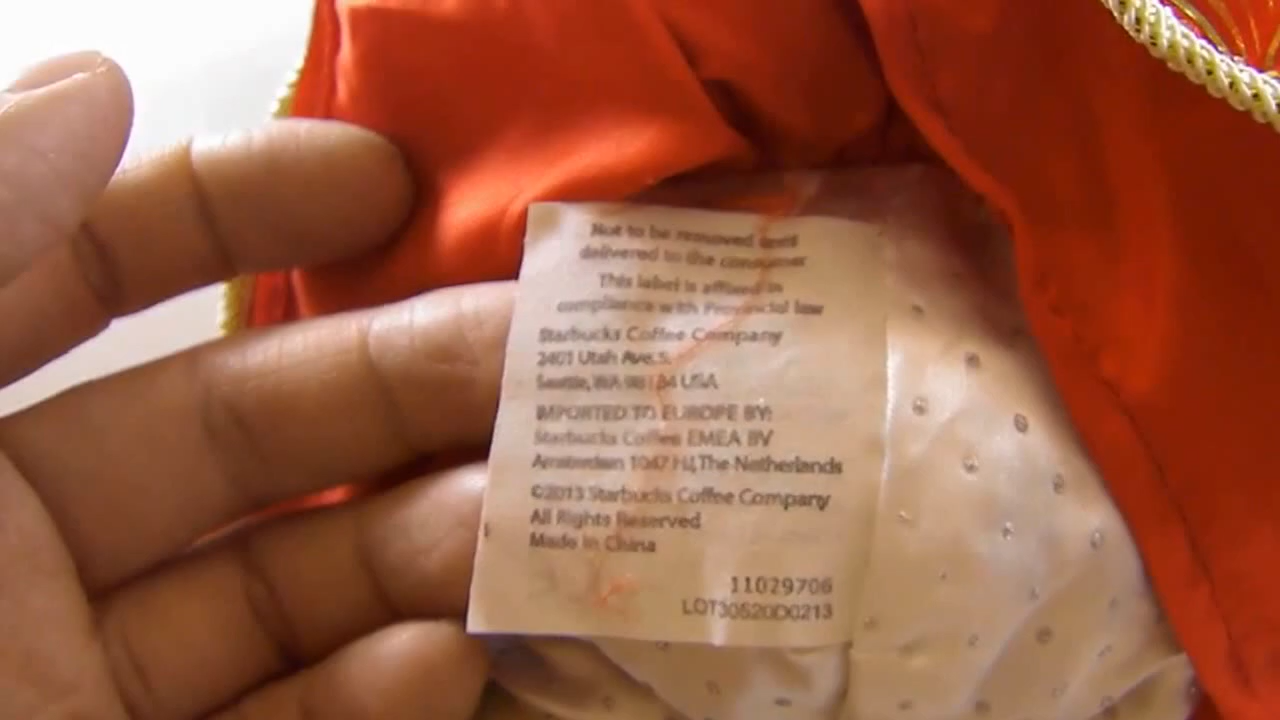 Not to be removed until
delivered to the consumer
This label is affixed in
compliance with Provincial law
Starbucks Coffee Company
2401 Utah Ave.S.
Seattle, WA 98134 USA
IMPORTED TO EUROPE BY:
Starbucks Coffee EMEA BV
Amsterdam 1047 HJ, The Netherlands
©2013 Starbucks Coffee Company
All Rights Reserved
Made in China
11029706
LOT30520D0213